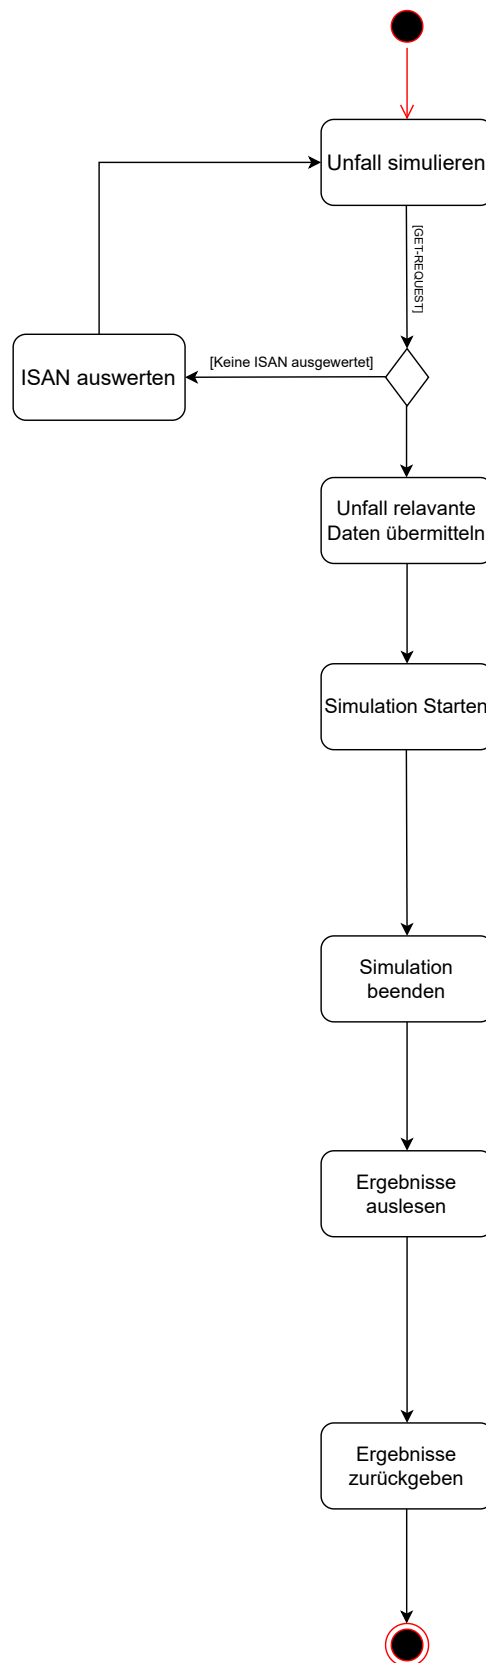 Unfall simulieren
[GET-REQUEST]
[Keine ISAN ausgewertet]
ISAN auswerten
Unfall relavante
Daten übermitteln
Simulation Starten
Simulation
beenden
Ergebnisse
auslesen
Ergebnisse
zurückgeben